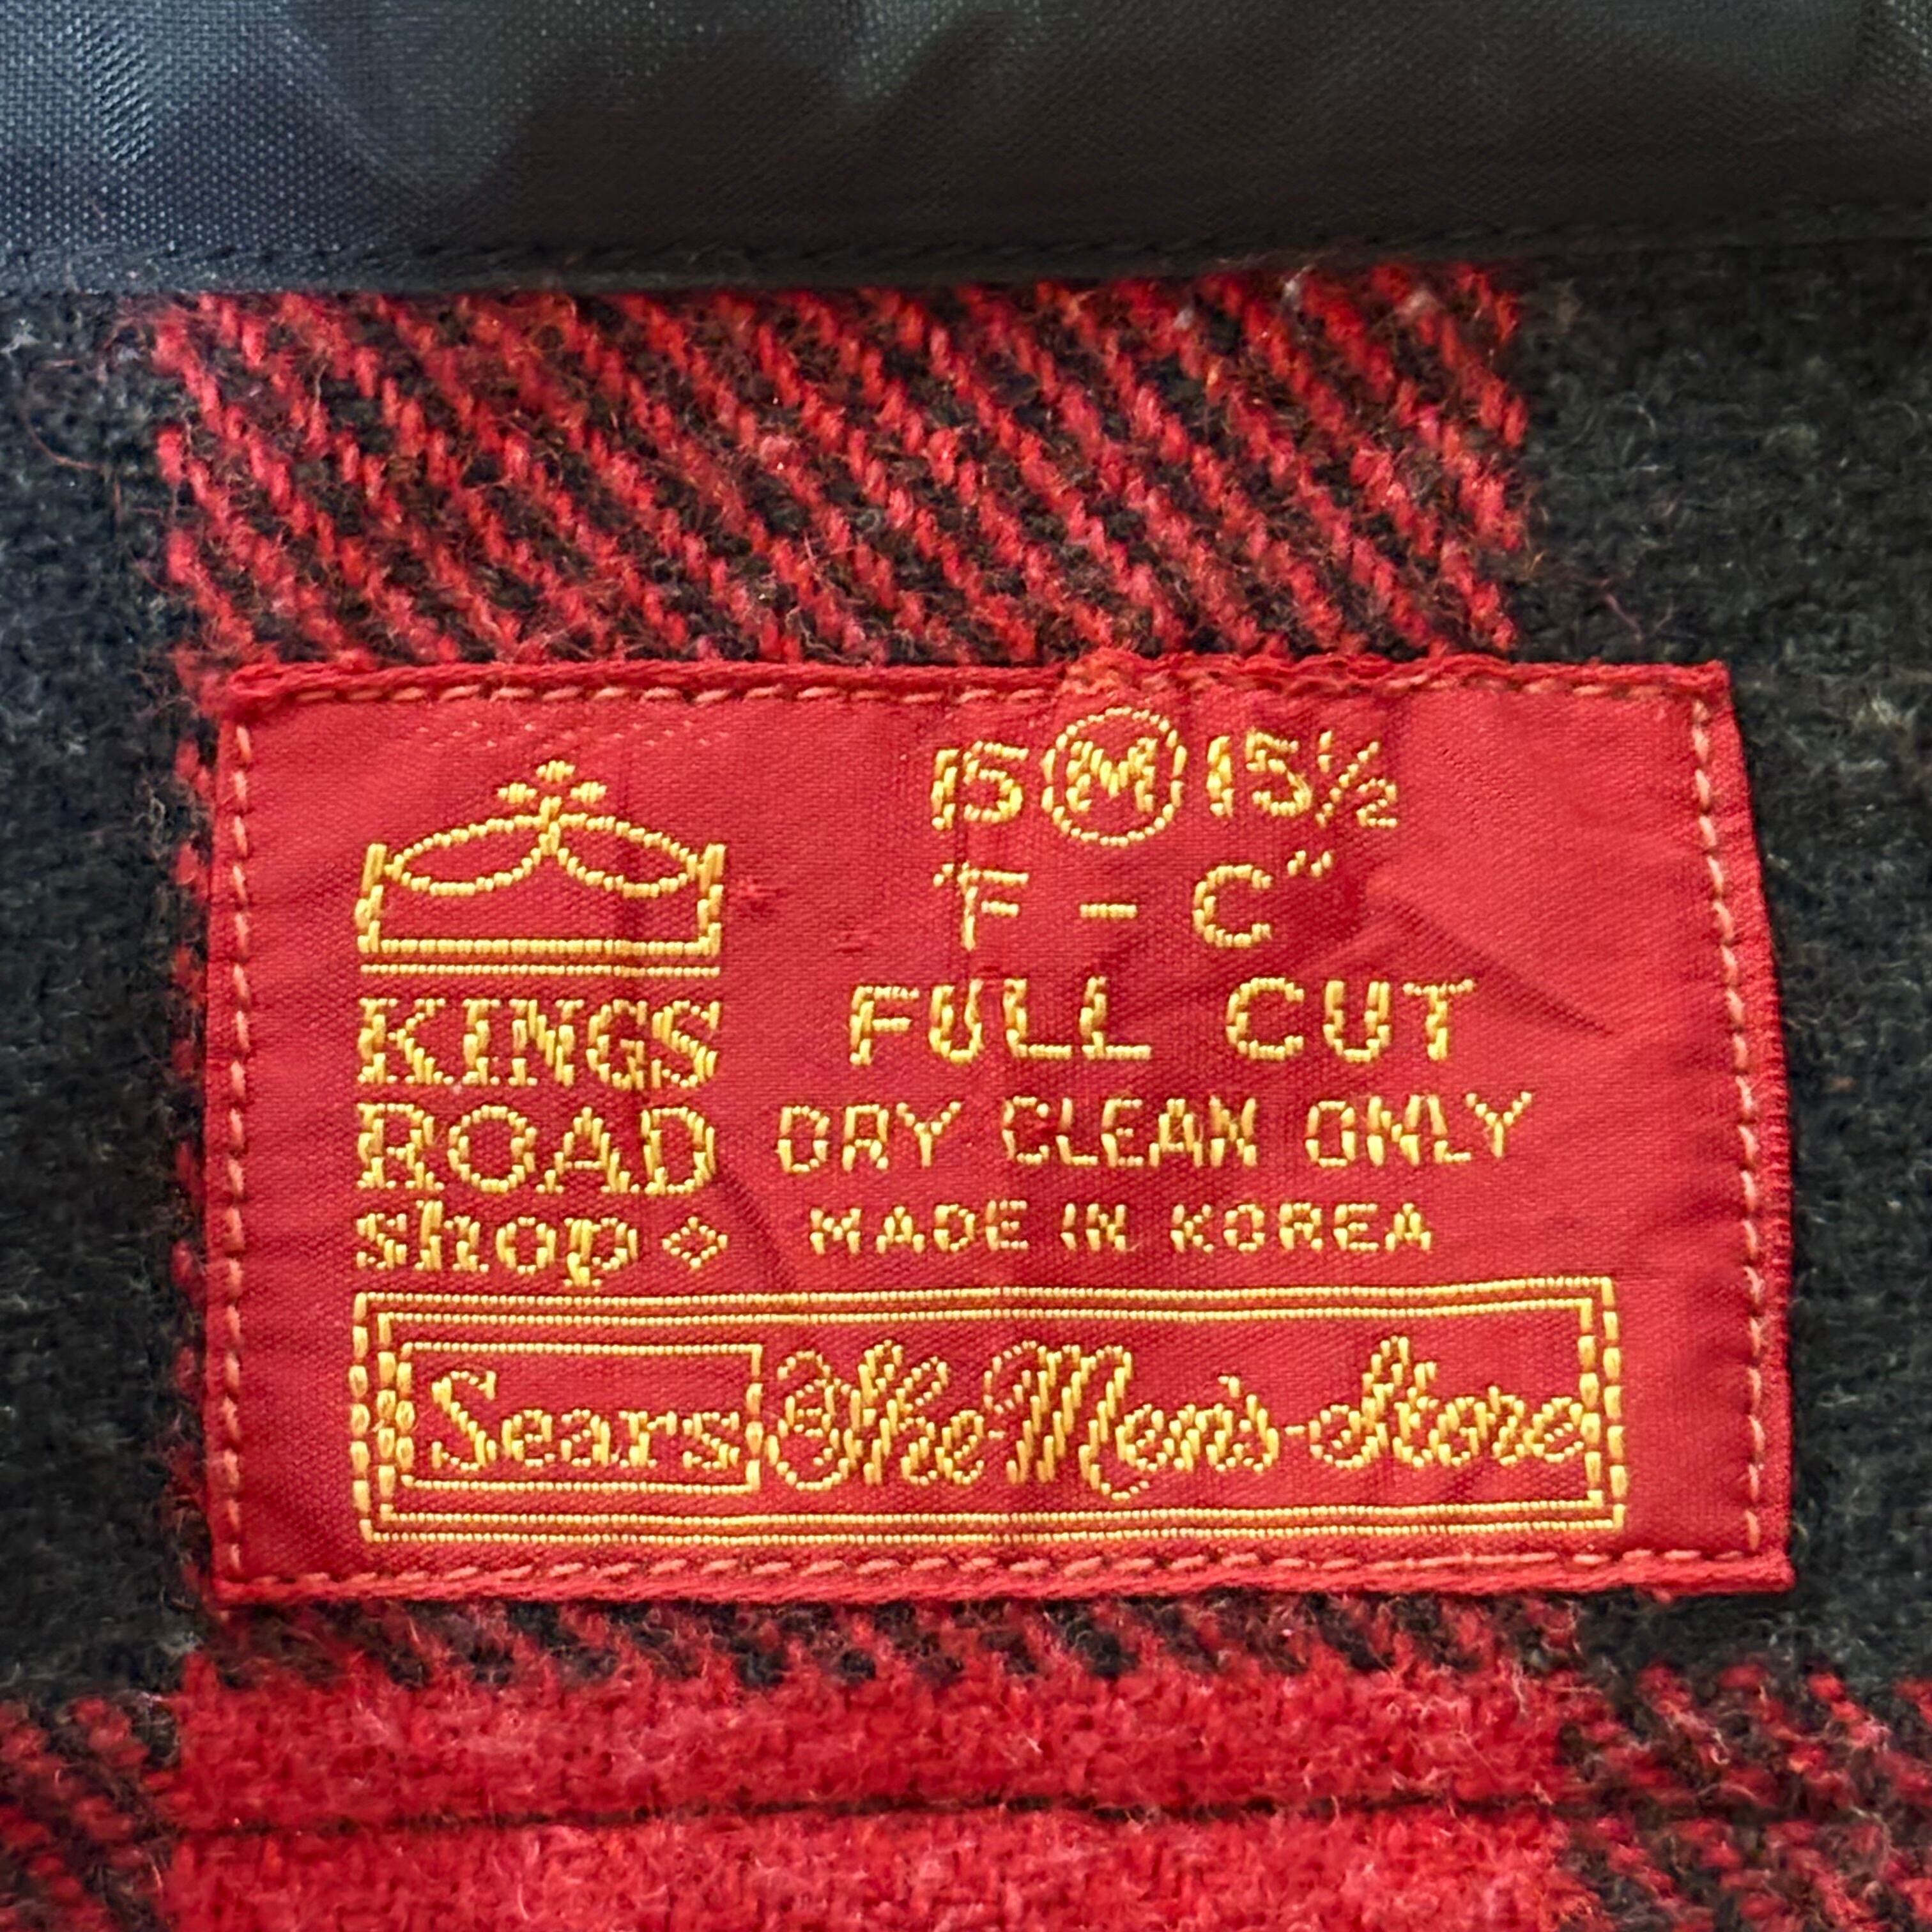 KINGS
ROAD
shop
15 M 15½
"F - C"
FULL CUT
DRY CLEAN ONLY
MADE IN KOREA
Sears The Men's Store